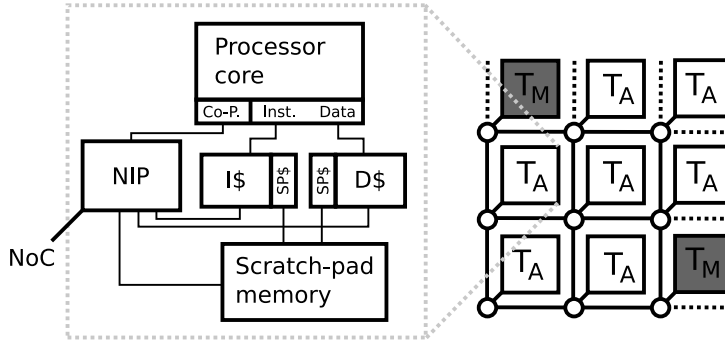 Processor
core
Co-P. Inst. Data
NIP
I$
SP$
SP$
D$
NoC
Scratch-pad
memory
TM TA TA
TA TA TA
TA TA TM